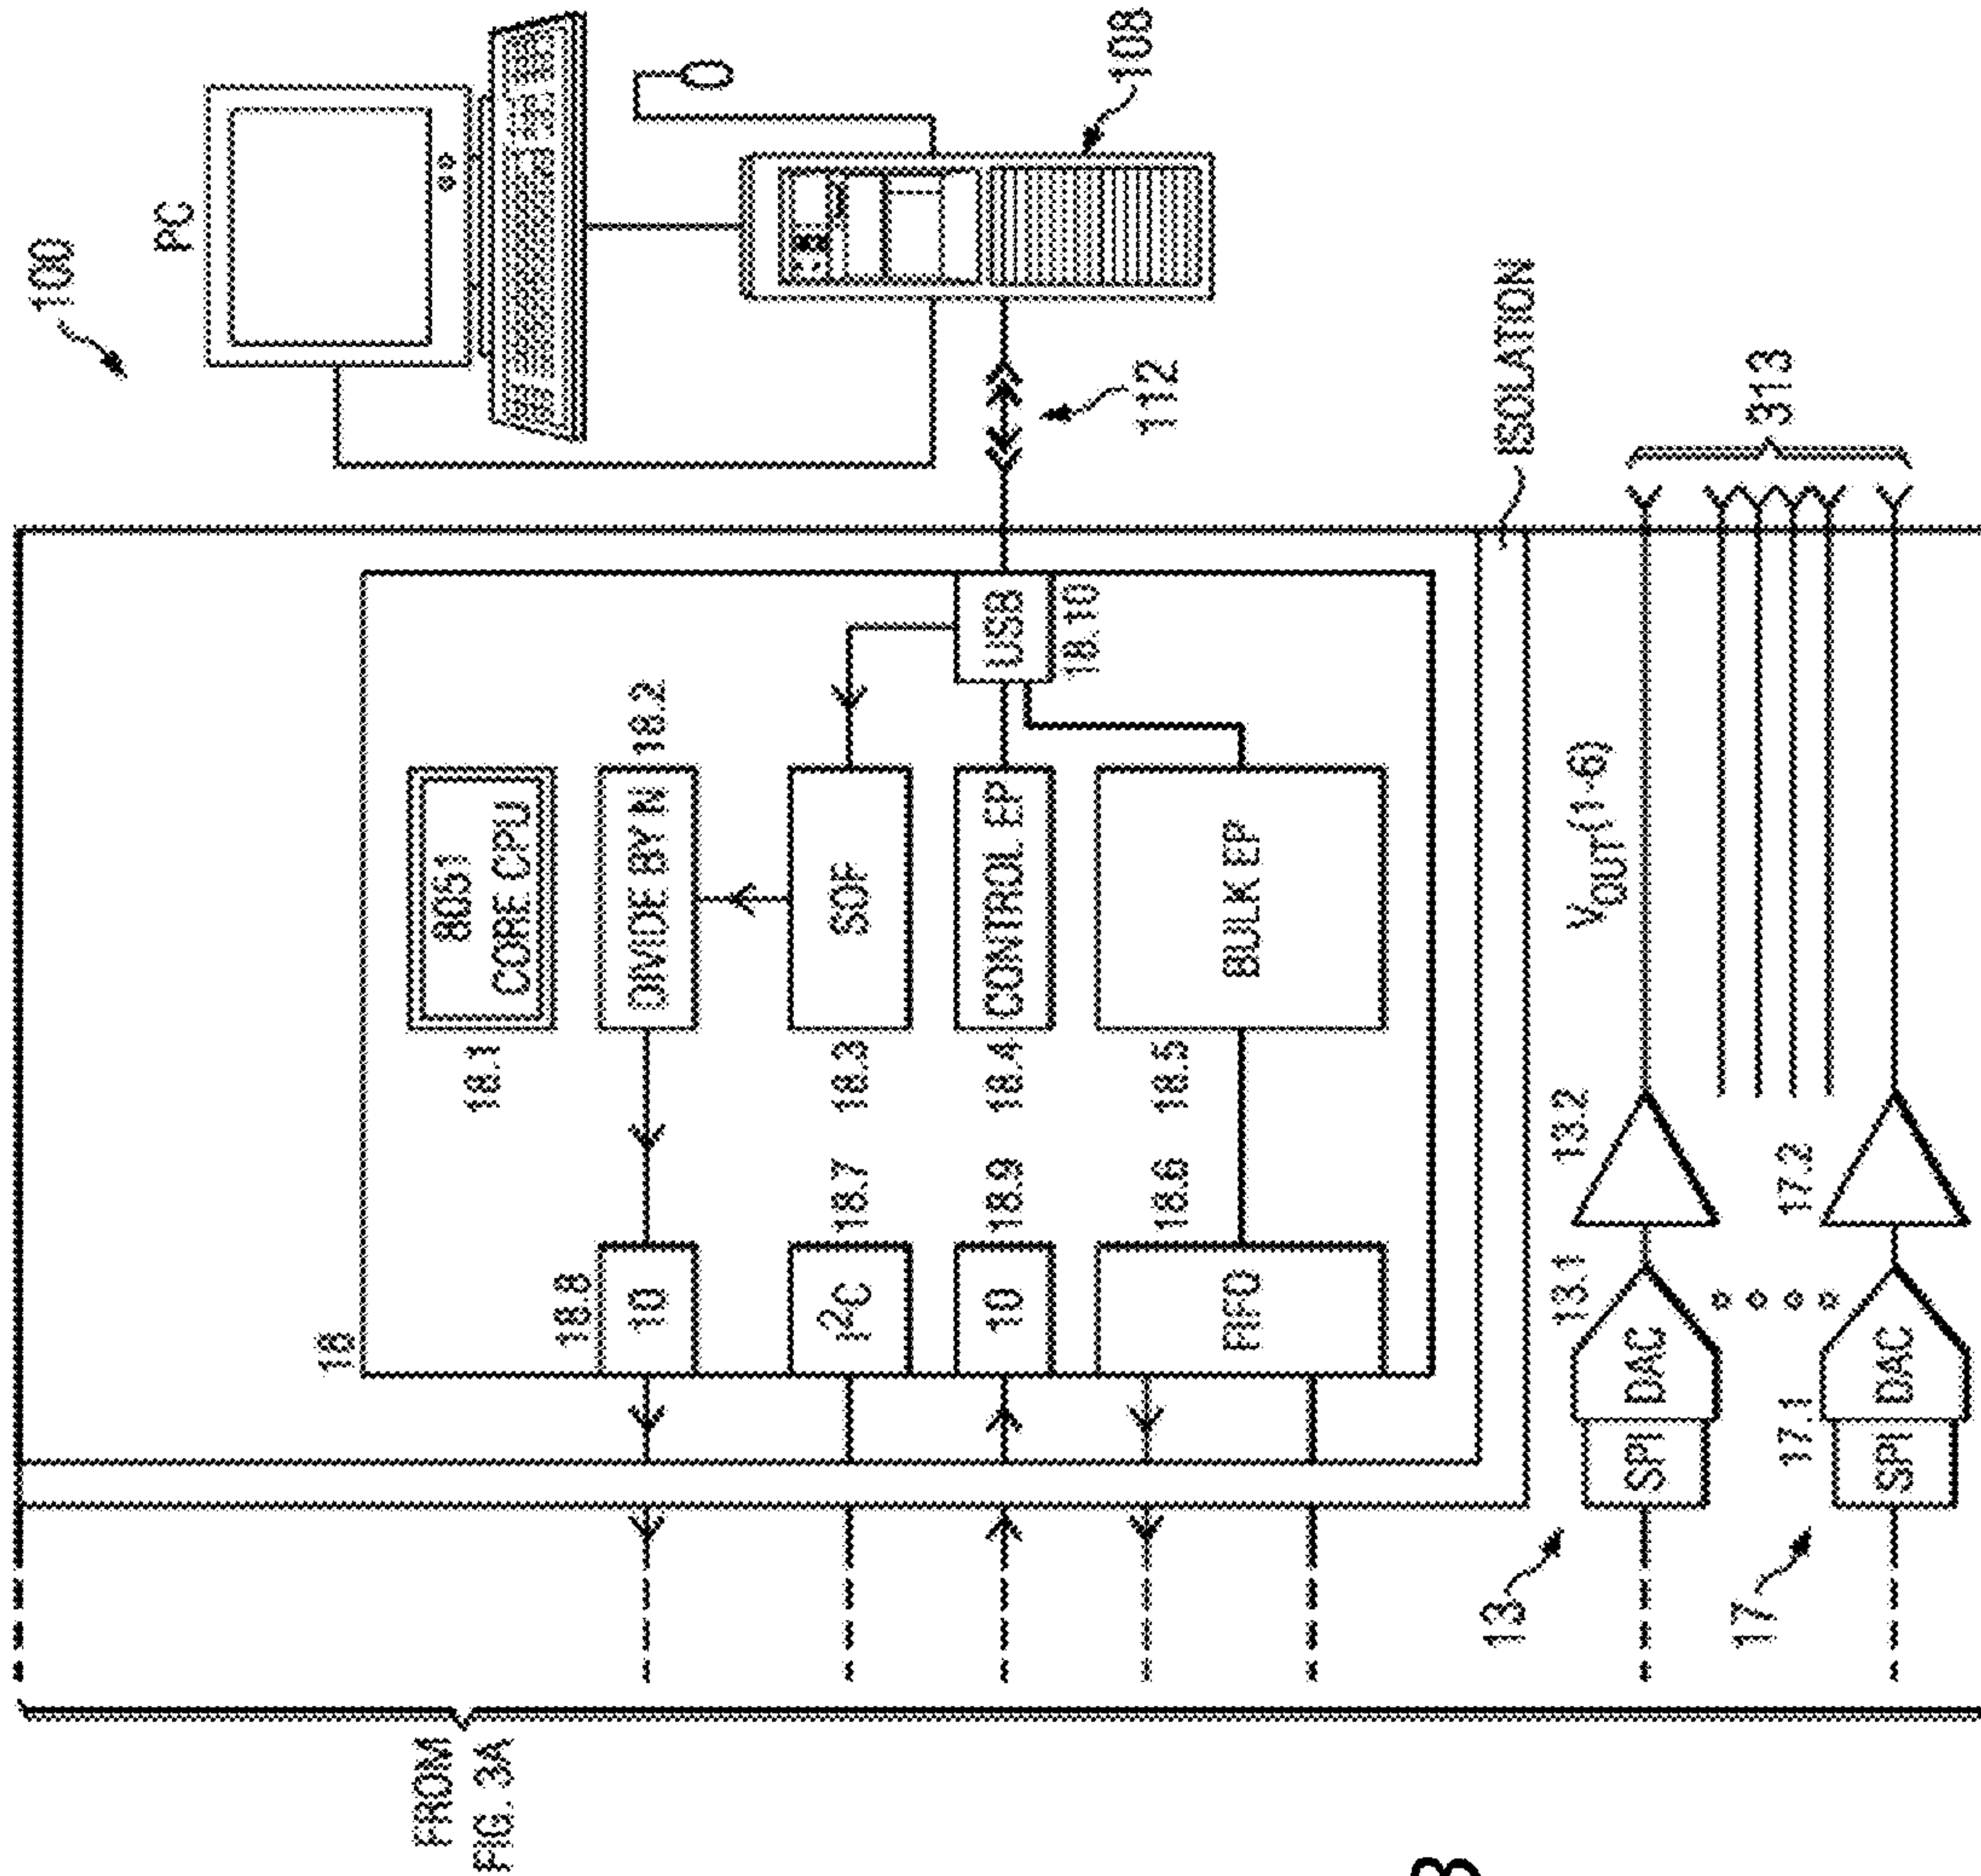 100
PC
108
112
18
8051
CORE CPU
18.1
18.8
10
DIVIDE BY N
18.2
I2C
18.7
SOF
18.3
10
18.9
CONTROL EP
18.4
USB
18.10
FIFO
18.6
BULK EP
18.5
ISOLATION
FROM
FIG. 3A
13
SPI
DAC
13.1
13.2
VOUT(1-6)
313
17
17.1
SPI
DAC
17.2